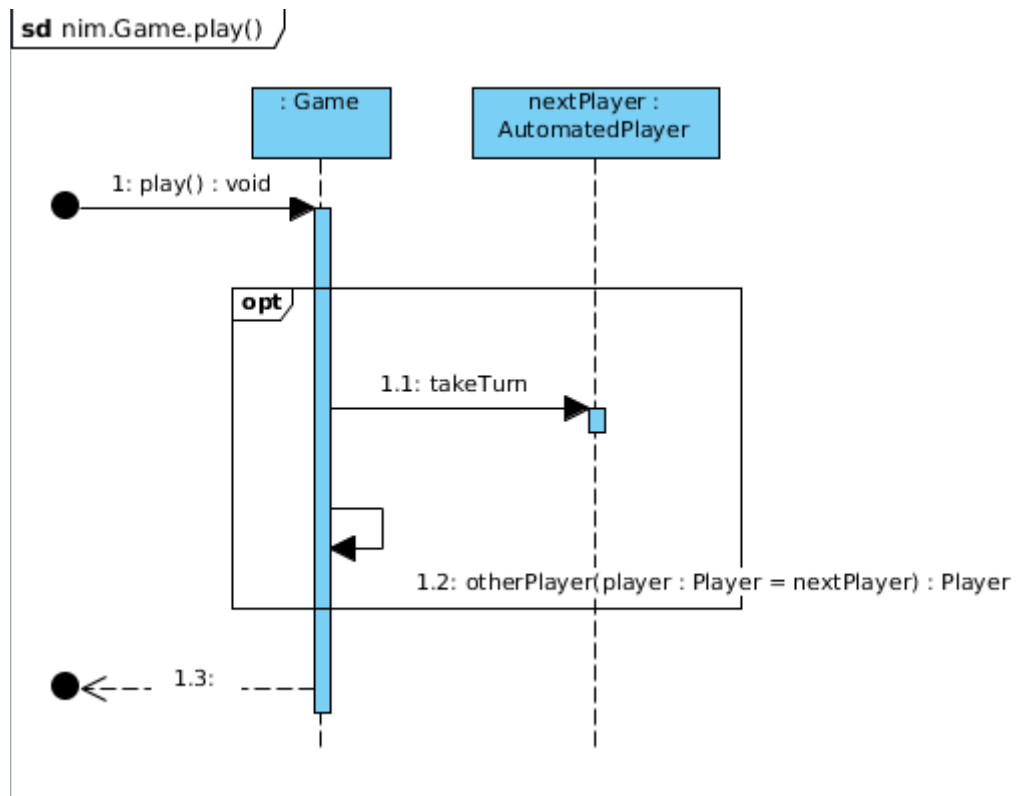 sd nim.Game.play()
: Game
nextPlayer :
AutomatedPlayer
1: play() : void
opt
1.1: takeTurn
1.2: otherPlayer(player : Player = nextPlayer) : Player
1.3: